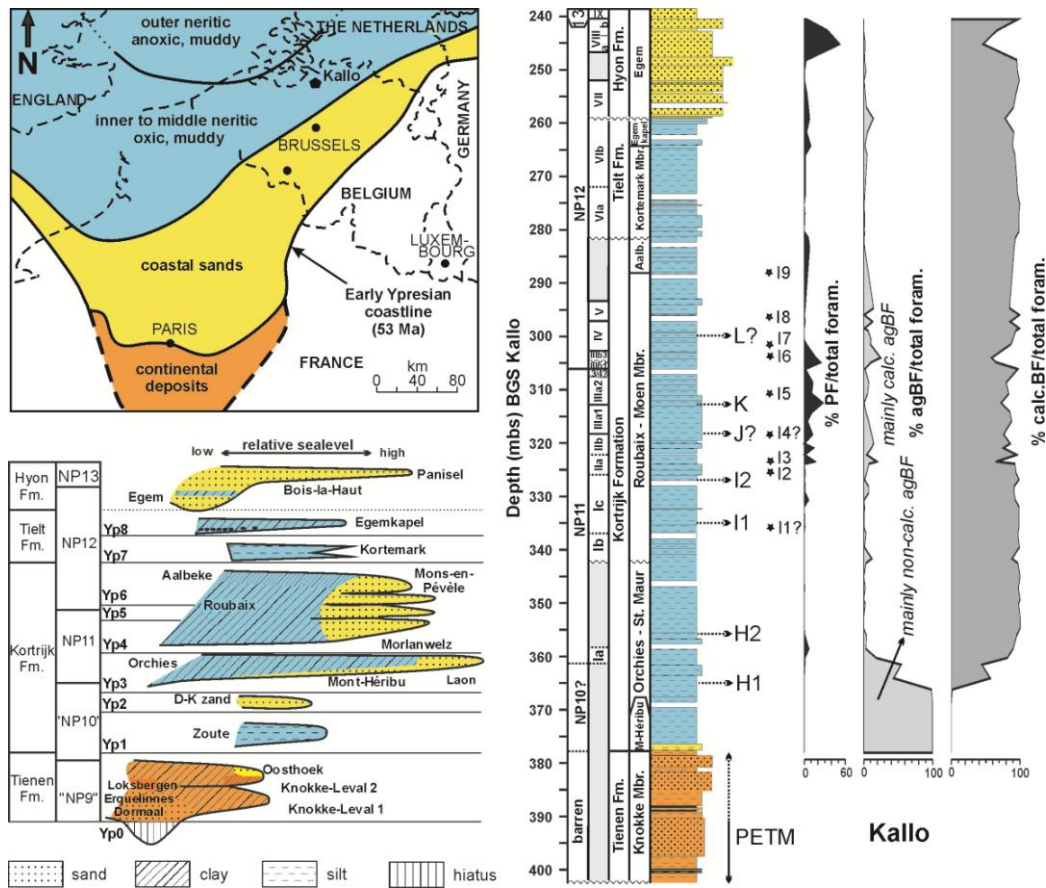 outer neritic
anoxic, muddy
THE NETHERLANDS
N
Kallo
ENGLAND
inner to middle neritic
oxic, muddy
GERMANY
BRUSSELS
BELGIUM
LUXEM-
BOURG
coastal sands
Early Ypresian
coastline
(53 Ma)
PARIS
FRANCE
continental
deposits
km
0 40 80
relative sealevel
low high
Hyon
Fm.
NP13
Panisel
Bois-la-Haut
Egem
Tielt
Fm.
NP12
Yp8
Egemkapel
Yp7
Kortemark
Kortrijk
Fm.
Aalbeke
Mons-en-
Pévèle
Yp6
Roubaix
Yp5
NP11
Yp4
Morlanwelz
Orchies
Yp3
Mont-Héribu
Laon
D-K zand
Yp2
'NP10'
Zoute
Yp1
Tienen
Fm.
"NP9"
Oosthoek
Loksbergen
Knokke-Leval 2
Erquelinnes
Dormaal
Knokke-Leval 1
Yp0
sand
clay
silt
hiatus
Depth (mbs) BGS Kallo
240
250
260
270
280
290
300
310
320
330
340
350
360
370
380
390
400
13
NP12
NP11
NP10?
barren
IX
b
VIII
a
VII
VIb
VIa
V
IV
IIIa2
IIIa1
IIb
IIa
Ic
Ib
Ia
Hyon Fm.
Tielt Fm.
Kortrijk Formation
Tienen Fm.
Egem
Egem
kapel
Kortemark Mbr.
Aalb.
Roubaix - Moen Mbr.
Orchies - St. Maur
M-Héribu
Knokke Mbr.
L?
K
J?
I2
I1
H2
H1
PETM
I9
I8
I7
I6
I5
I4?
I3
I2
I1?
% PF/total foram.
mainly calc. agBF
% agBF/total foram.
mainly non-calc. agBF
% calc.BF/total foram.
0 60
0 100
0 100
Kallo